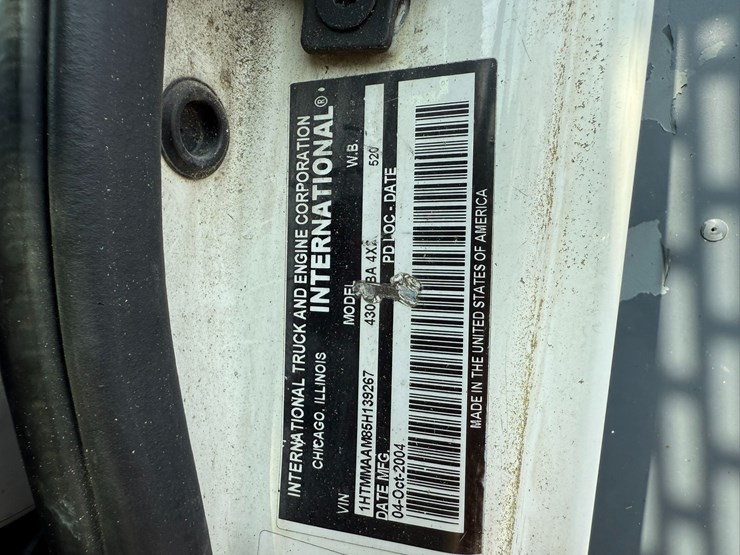 INTERNATIONAL TRUCK AND ENGINE CORPORATION
CHICAGO, ILLINOIS INTERNATIONAL®
VIN MODEL W.B.
1HTMMAAM85H139267 430 BA 4X2 520
DATE MFG. PD LOC - DATE
04-Oct-2004
MADE IN THE UNITED STATES OF AMERICA